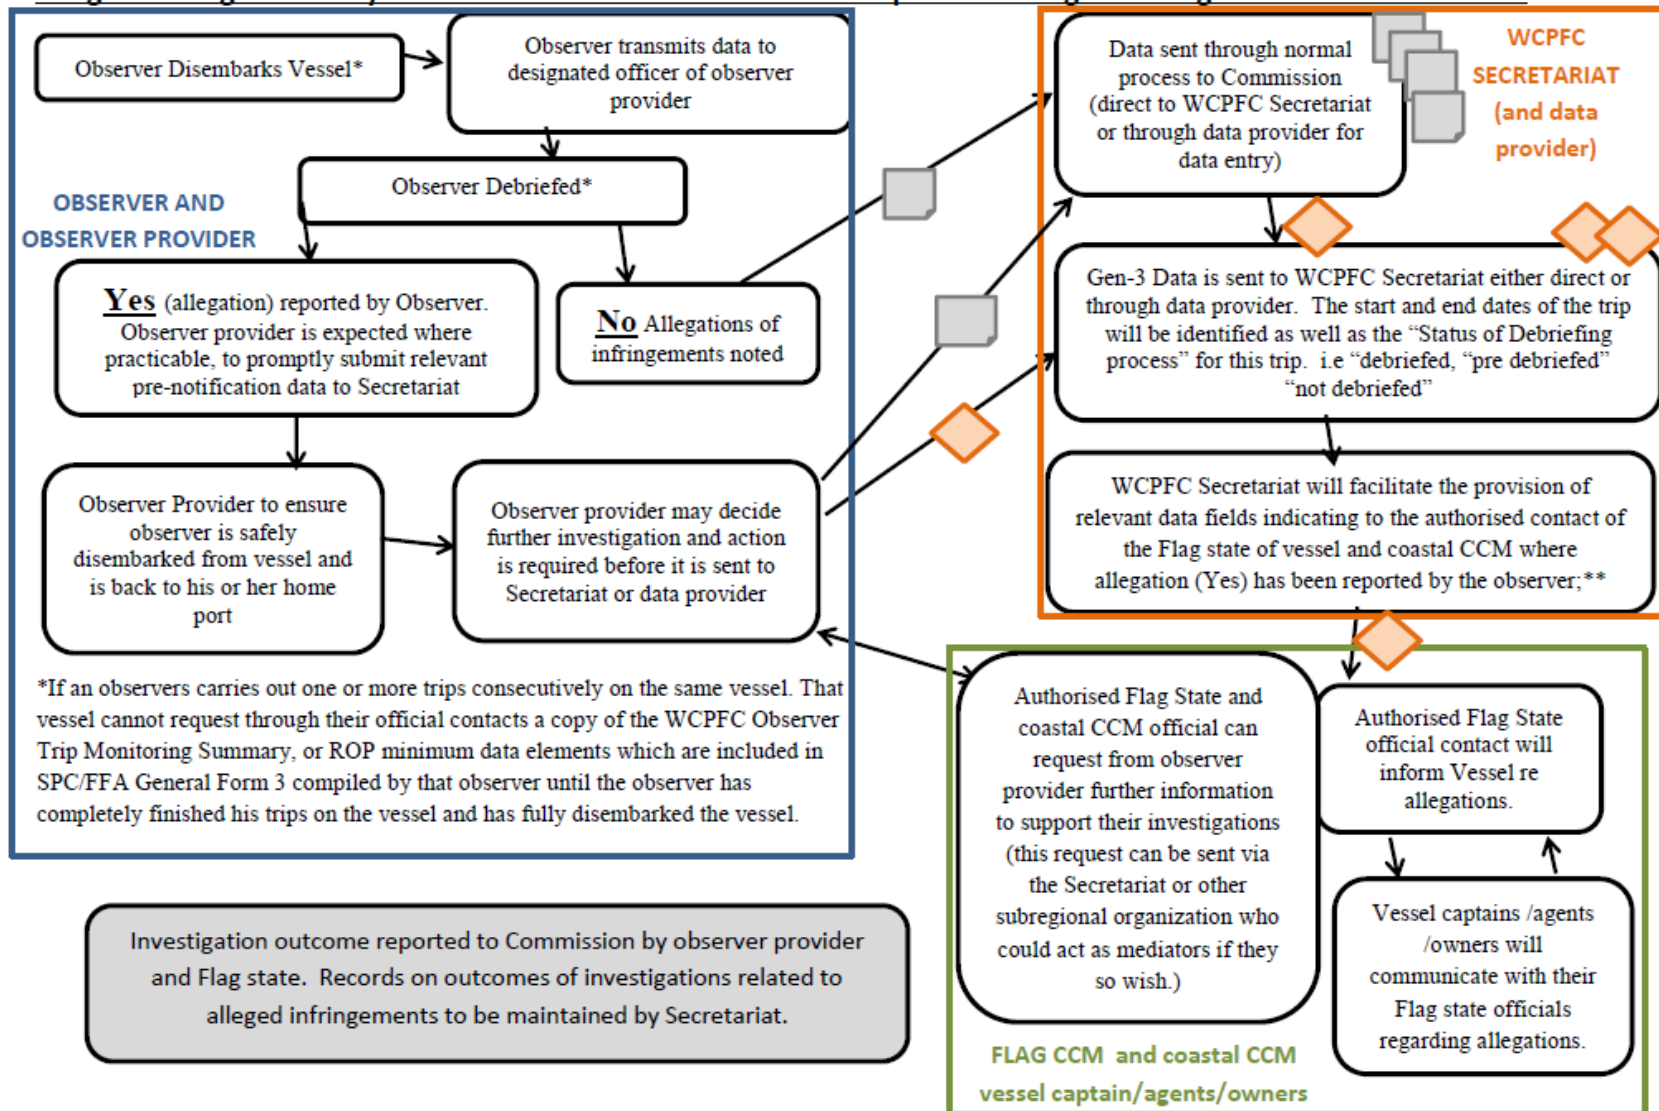 Observer Disembarks Vessel*
Observer transmits data to
designated officer of observer
provider
Observer Debriefed*
OBSERVER AND
OBSERVER PROVIDER
Yes (allegation) reported by Observer.
Observer provider is expected where
practicable, to promptly submit relevant
pre-notification data to Secretariat
No Allegations of
infringements noted
Observer Provider to ensure
observer is safely
disembarked from vessel and
is back to his or her home
port
Observer provider may decide
further investigation and action
is required before it is sent to
Secretariat or data provider
*If an observers carries out one or more trips consecutively on the same vessel. That
vessel cannot request through their official contacts a copy of the WCPFC Observer
Trip Monitoring Summary, or ROP minimum data elements which are included in
SPC/FFA General Form 3 compiled by that observer until the observer has
completely finished his trips on the vessel and has fully disembarked the vessel.
Data sent through normal
process to Commission
(direct to WCPFC Secretariat
or through data provider for
data entry)
WCPFC
SECRETARIAT
(and data
provider)
Gen-3 Data is sent to WCPFC Secretariat either direct or
through data provider. The start and end dates of the trip
will be identified as well as the “Status of Debriefing
process” for this trip. i.e “debriefed, “pre debriefed”
“not debriefed”
WCPFC Secretariat will facilitate the provision of
relevant data fields indicating to the authorised contact of
the Flag state of vessel and coastal CCM where
allegation (Yes) has been reported by the observer;**
Authorised Flag State and
coastal CCM official can
request from observer
provider further information
to support their investigations
(this request can be sent via
the Secretariat or other
subregional organization who
could act as mediators if they
so wish.)
Authorised Flag State
official contact will
inform Vessel re
allegations.
Vessel captains /agents
/owners will
communicate with their
Flag state officials
regarding allegations.
FLAG CCM and coastal CCM
vessel captain/agents/owners
Investigation outcome reported to Commission by observer provider
and Flag state. Records on outcomes of investigations related to
alleged infringements to be maintained by Secretariat.